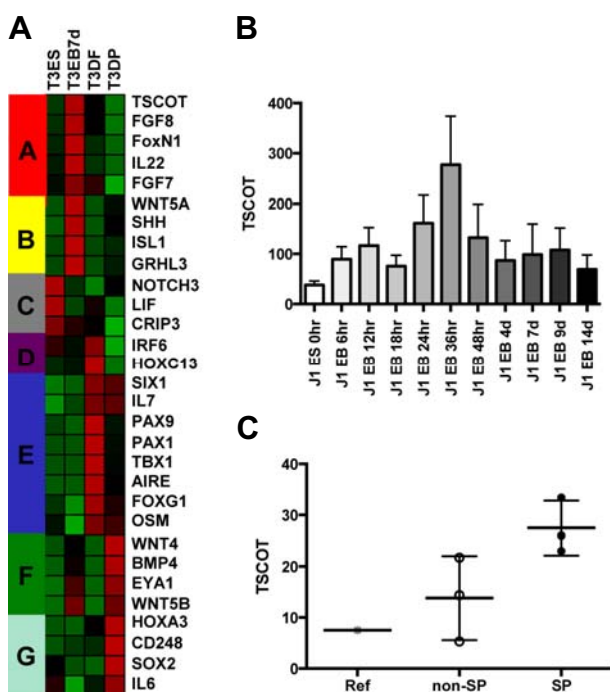 A
T3ES
T3EB7d
T3DF
T3DP
A
TSCOT
FGF8
FoxN1
IL22
FGF7
B
WNT5A
SHH
ISL1
GRHL3
C
NOTCH3
LIF
CRIP3
D
IRF6
HOXC13
E
SIX1
IL7
PAX9
PAX1
TBX1
AIRE
FOXG1
OSM
F
WNT4
BMP4
EYA1
WNT5B
G
HOXA3
CD248
SOX2
IL6
B
TSCOT
400
300
200
100
0
J1 ES 0hr
J1 EB 6hr
J1 EB 12hr
J1 EB 18hr
J1 EB 24hr
J1 EB 36hr
J1 EB 48hr
J1 EB 4d
J1 EB 7d
J1 EB 9d
J1 EB 14d
C
TSCOT
40
30
20
10
0
Ref
non-SP
SP